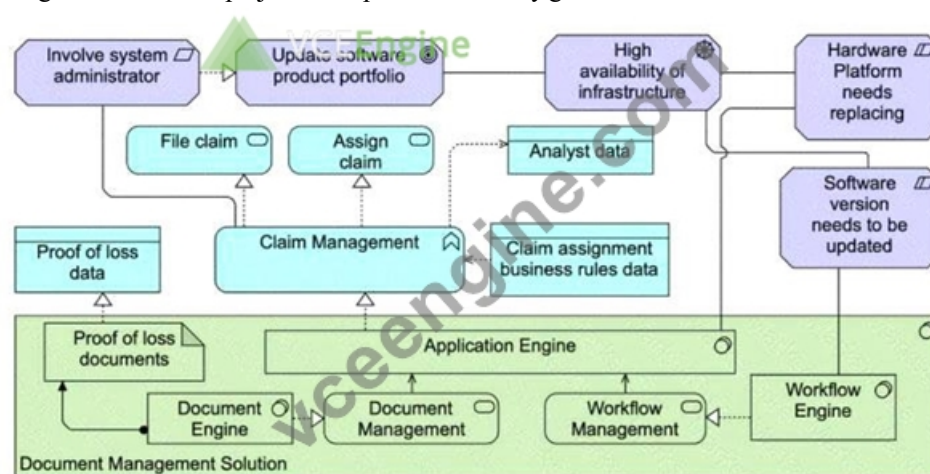 VCEEngine
Involve system
administrator
Update software
product portfolio
High
availability of
infrastructure
Hardware
Platform
needs
replacing
File claim
Assign
claim
Analyst data
Software
version
needs to be
updated
Proof of loss
data
Claim Management
Claim assignment
business rules data
Proof of loss
documents
Application Engine
Document
Engine
Document
Management
Workflow
Management
Workflow
Engine
Document Management Solution
vceengine.com